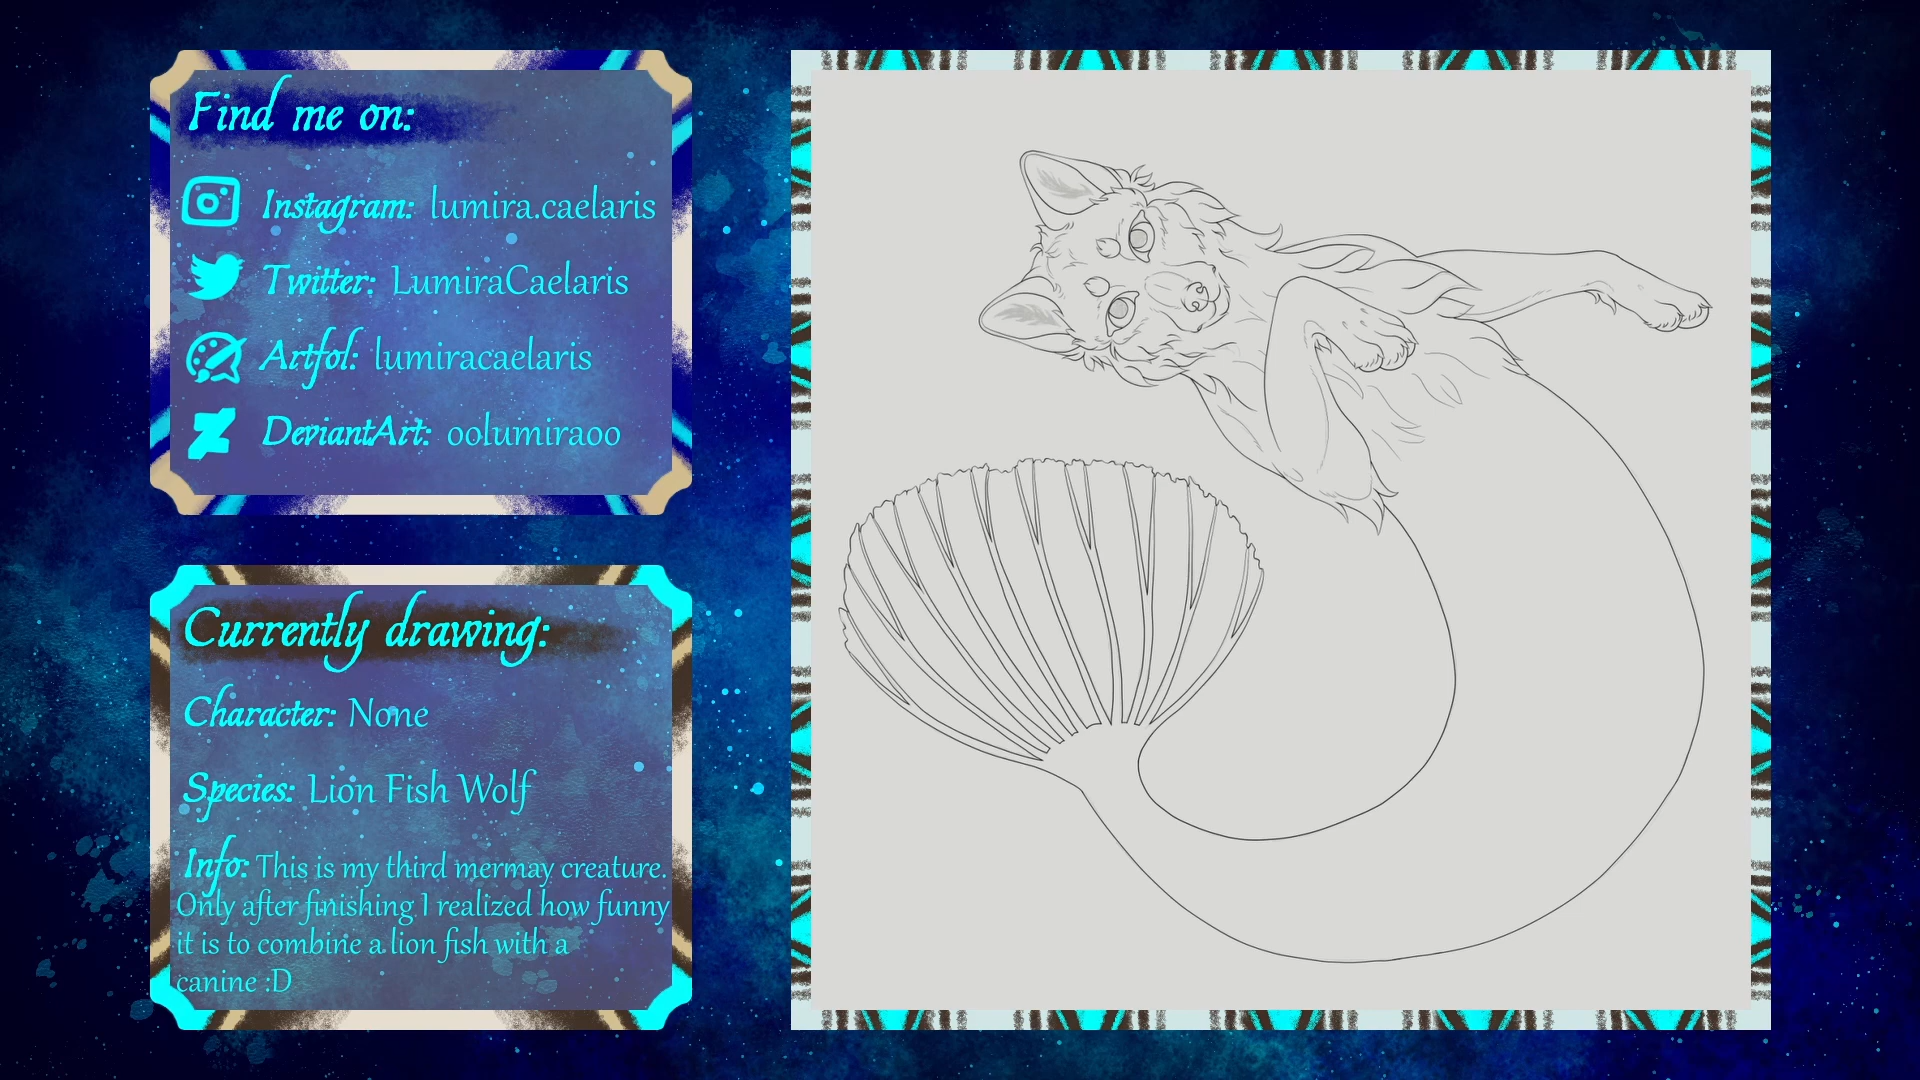 Find me on:
Instagram: lumira.caelaris
Twitter: LumiraCaelaris
Artfol: lumiracaelaris
DeviantArt: oolumiraoo
Currently drawing:
Character: None
Species: Lion Fish Wolf
Info: This is my third mermay creature.
Only after finishing I realized how funny
it is to combine a lion fish with a
canine :D